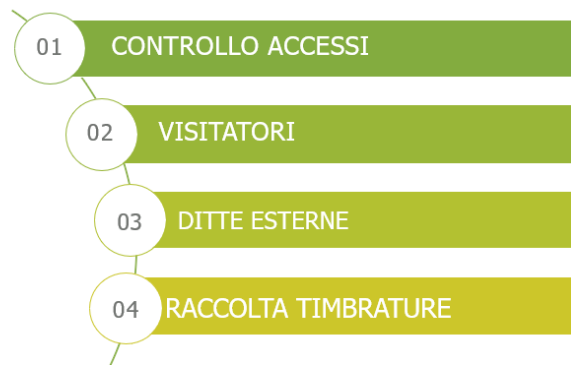 01 CONTROLLO ACCESSI
02 VISITATORI
03 DITTE ESTERNE
04 RACCOLTA TIMBRATURE